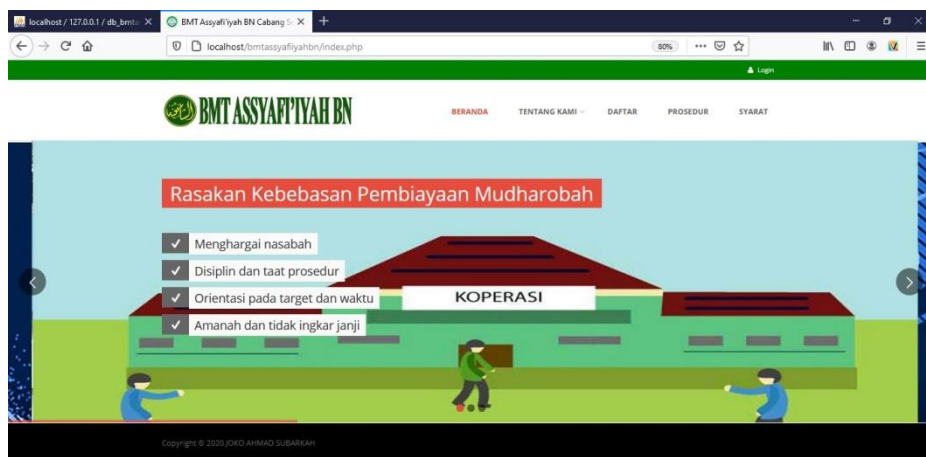 localhost / 127.0.0.1 / db_bmta
BMT Assyafi'iyah BN Cabang S
localhost/bmtassyafiiyahbn/index.php
80%
Login
BMT ASSYAFI'IYAH BN
BERANDA TENTANG KAMI DAFTAR PROSEDUR SYARAT
Rasakan Kebebasan Pembiayaan Mudharobah
Menghargai nasabah
Disiplin dan taat prosedur
Orientasi pada target dan waktu
Amanah dan tidak ingkar janji
KOPERASI
Copyright © 2020 JOKO AHMAD SUBARKAH